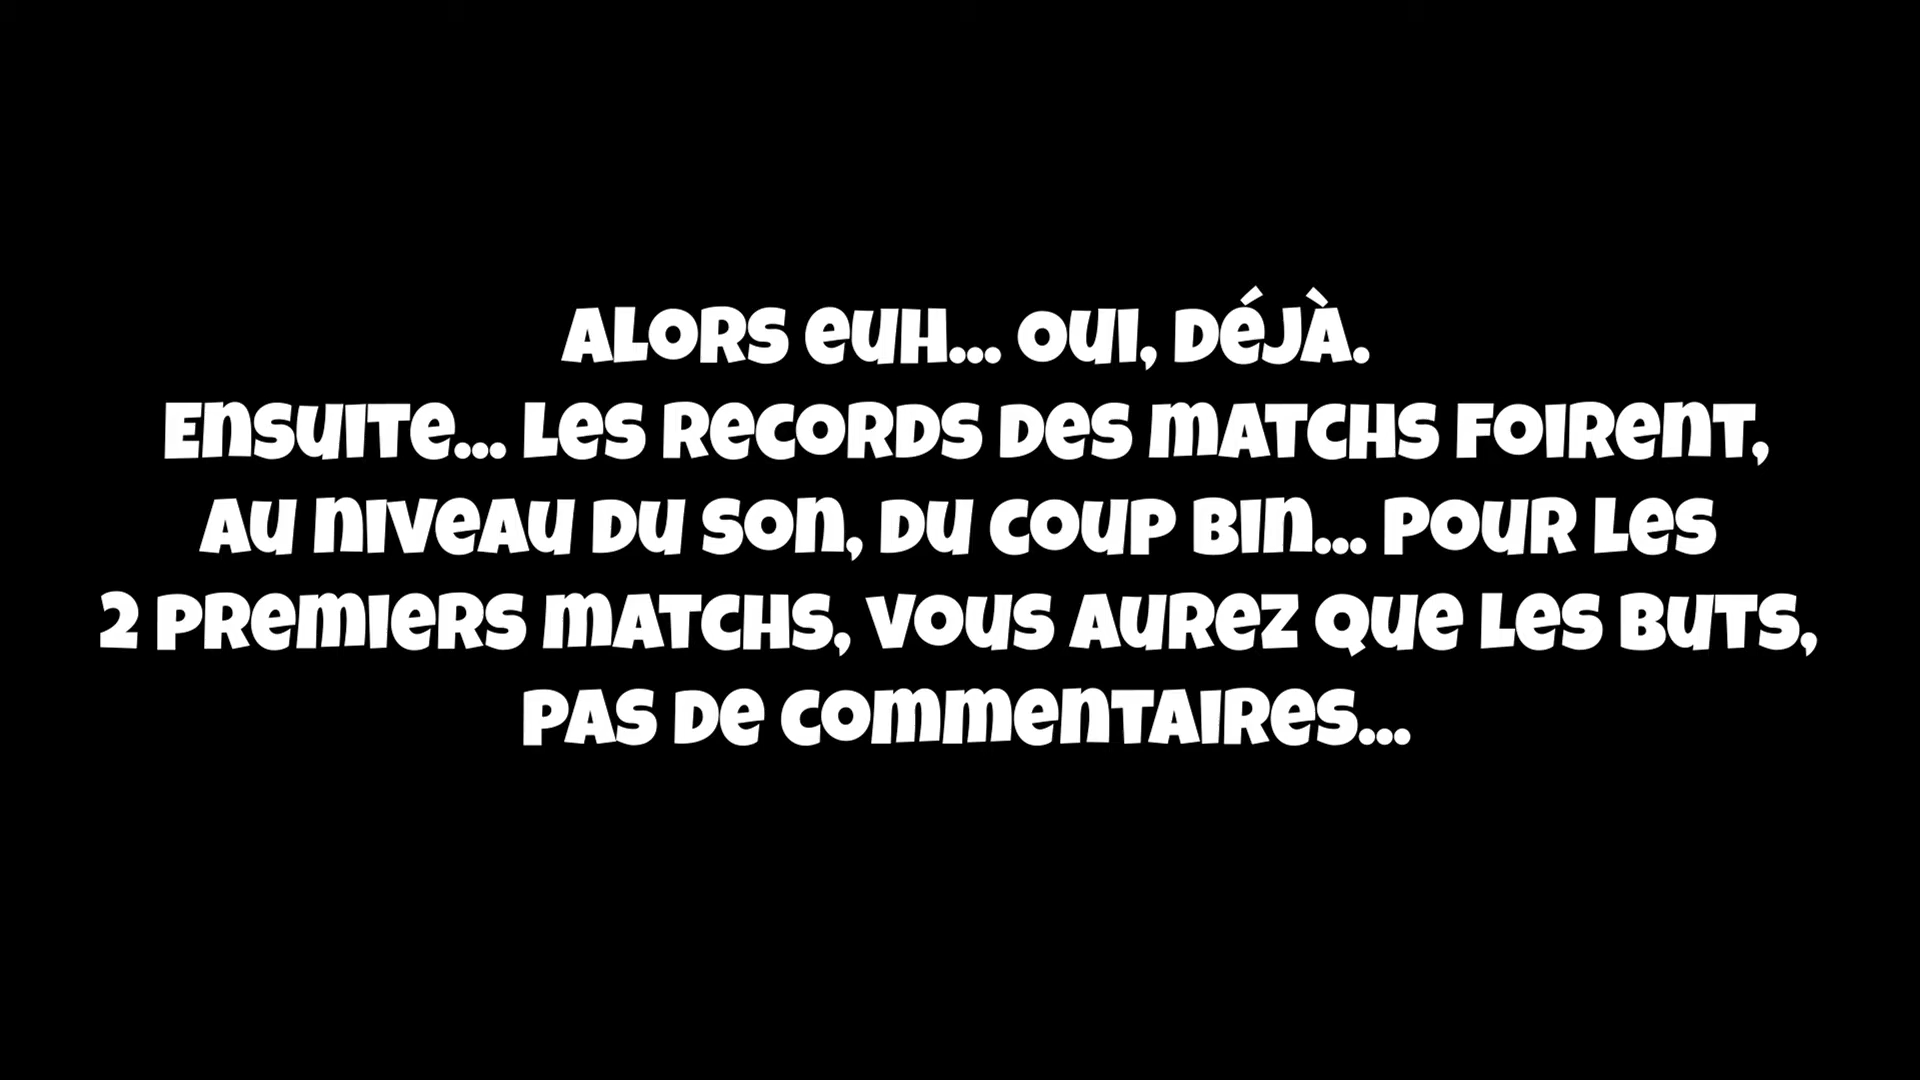 Alors euh... Oui, déjà.
Ensuite... Les records des matchs foirent,
au niveau du son, du coup bin... Pour les
2 premiers matchs, vous aurez que les buts,
pas de commentaires...